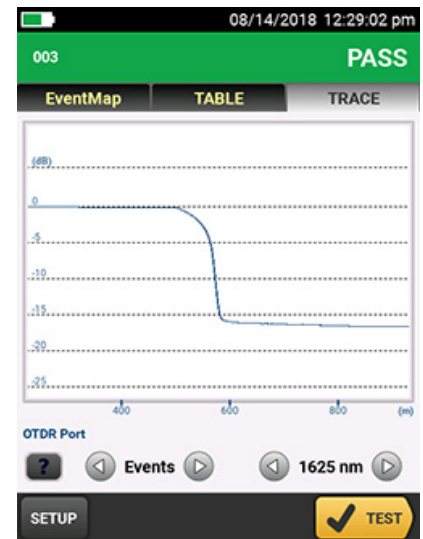 08/14/2018 12:29:02 pm
003 PASS
EventMap TABLE TRACE
(dB)
0
-5
-10
-15
-20
-25
400 600 800 (m)
OTDR Port
? Events 1625 nm
SETUP TEST